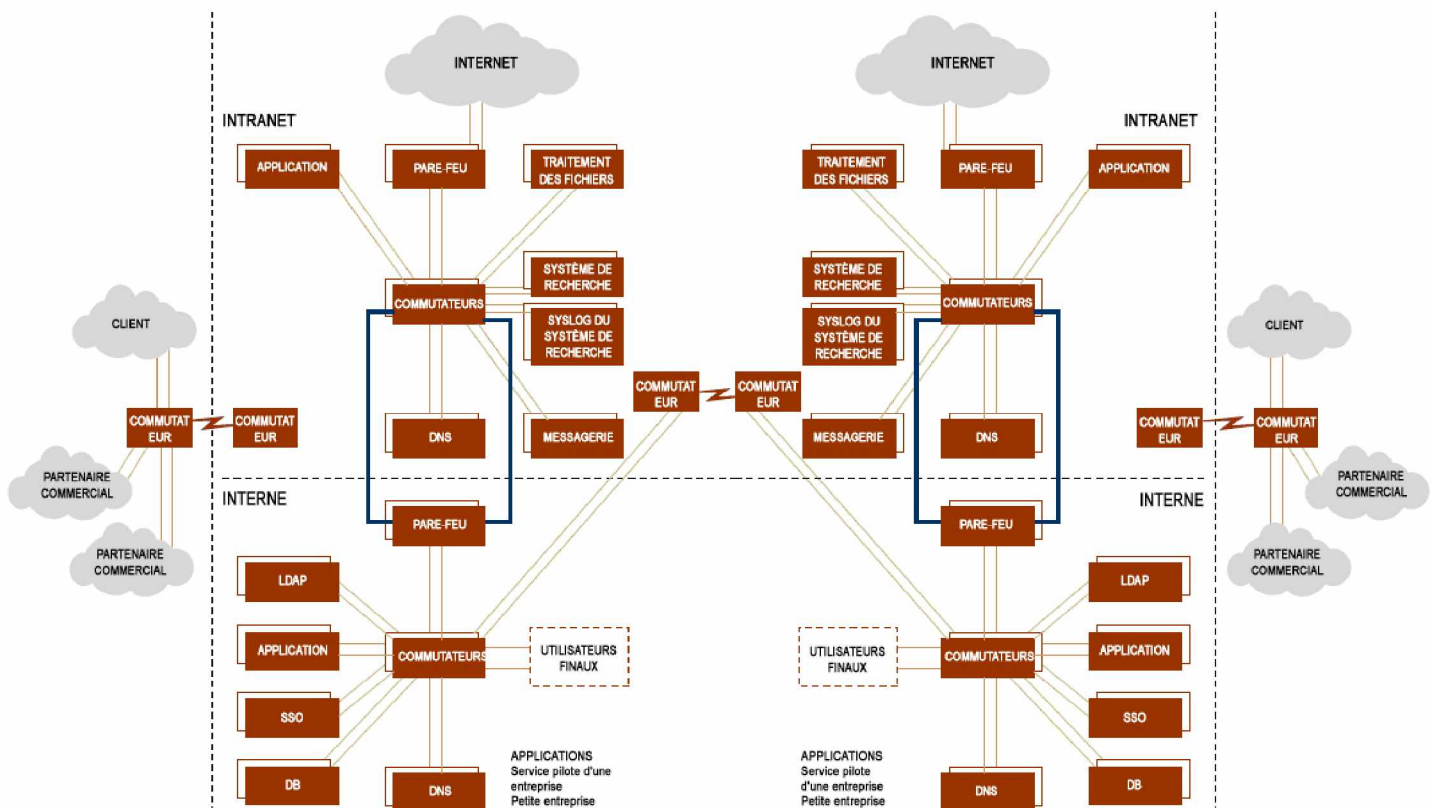 INTERNET
INTERNET
INTRANET
INTRANET
APPLICATION
PARE-FEU
TRAITEMENT
DES FICHIERS
TRAITEMENT
DES FICHIERS
PARE-FEU
APPLICATION
SYSTÈME DE
RECHERCHE
SYSTÈME DE
RECHERCHE
COMMUTATEURS
COMMUTATEURS
SYSLOG DU
SYSTÈME DE
RECHERCHE
SYSLOG DU
SYSTÈME DE
RECHERCHE
CLIENT
CLIENT
COMMUTAT
EUR
COMMUTAT
EUR
COMMUTAT
EUR
COMMUTAT
EUR
COMMUTAT
EUR
COMMUTAT
EUR
DNS
MESSAGERIE
MESSAGERIE
DNS
PARTENAIRE
COMMERCIAL
PARTENAIRE
COMMERCIAL
INTERNE
INTERNE
PARE-FEU
PARE-FEU
PARTENAIRE
COMMERCIAL
PARTENAIRE
COMMERCIAL
LDAP
LDAP
APPLICATION
COMMUTATEURS
UTILISATEURS
FINAUX
UTILISATEURS
FINAUX
COMMUTATEURS
APPLICATION
SSO
SSO
DB
DNS
APPLICATIONS
Service pilote d'une
entreprise
Petite entreprise
APPLICATIONS
Service pilote
d'une entreprise
Petite entreprise
DNS
DB